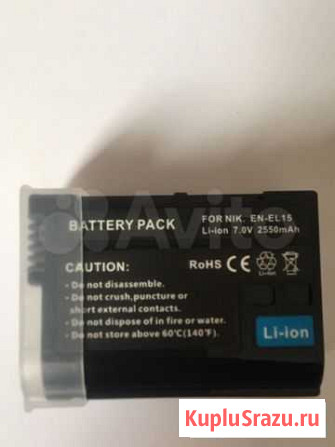 BATTERY PACK
FOR NIK. EN-EL15
Li-ion 7.0V 2550mAh
Avito
RoHS CE
CAUTION:
- Do not disassemble.
- Do not crush,puncture or
short external contacts.
- Do not dispose of in fire or water.
- Do not store above 60℃(140℉).
Li-ion
KupluSrazu.ru